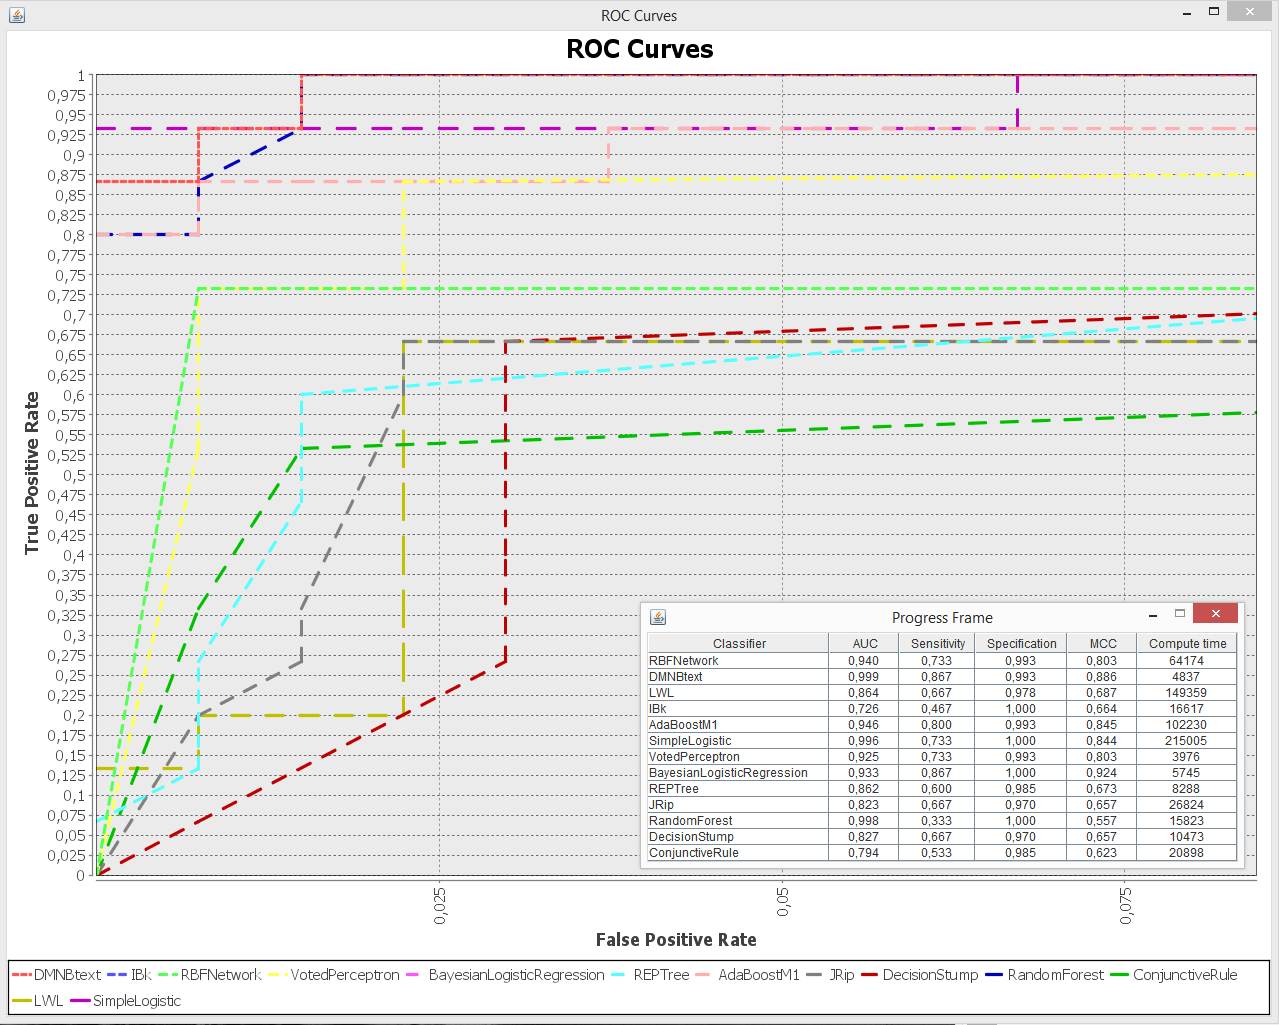 ROC Curves
ROC Curves
1
0,975
0,95
0,925
0,9
0,875
0,85
0,825
0,8
0,775
0,75
0,725
0,7
0,675
0,65
0,625
0,6
0,575
0,55
0,525
0,5
0,475
0,45
0,425
0,4
0,375
0,35
0,325
0,3
0,275
0,25
0,225
0,2
0,175
0,15
0,125
0,1
0,075
0,05
0,025
0
True Positive Rate
Progress Frame
Classifier AUC Sensitivity Specification MCC Compute time
RBFNetwork 0,940 0,733 0,993 0,803 64174
DMNBtext 0,999 0,867 0,993 0,886 4837
LWL 0,864 0,667 0,978 0,687 149359
IBk 0,726 0,467 1,000 0,664 16617
AdaBoostM1 0,946 0,800 0,993 0,845 102230
SimpleLogistic 0,996 0,733 1,000 0,844 215005
VotedPerceptron 0,925 0,733 0,993 0,803 3976
BayesianLogisticRegression 0,933 0,867 1,000 0,924 5745
REPTree 0,862 0,600 0,985 0,673 8288
JRip 0,823 0,667 0,970 0,657 26824
RandomForest 0,998 0,333 1,000 0,557 15823
DecisionStump 0,827 0,667 0,970 0,657 10473
ConjunctiveRule 0,794 0,533 0,985 0,623 20898
0,025 0,05 0,075
False Positive Rate
DMNBtext IBk RBFNetwork VotedPerceptron BayesianLogisticRegression REPTree AdaBoostM1 JRip DecisionStump RandomForest ConjunctiveRule
LWL SimpleLogistic